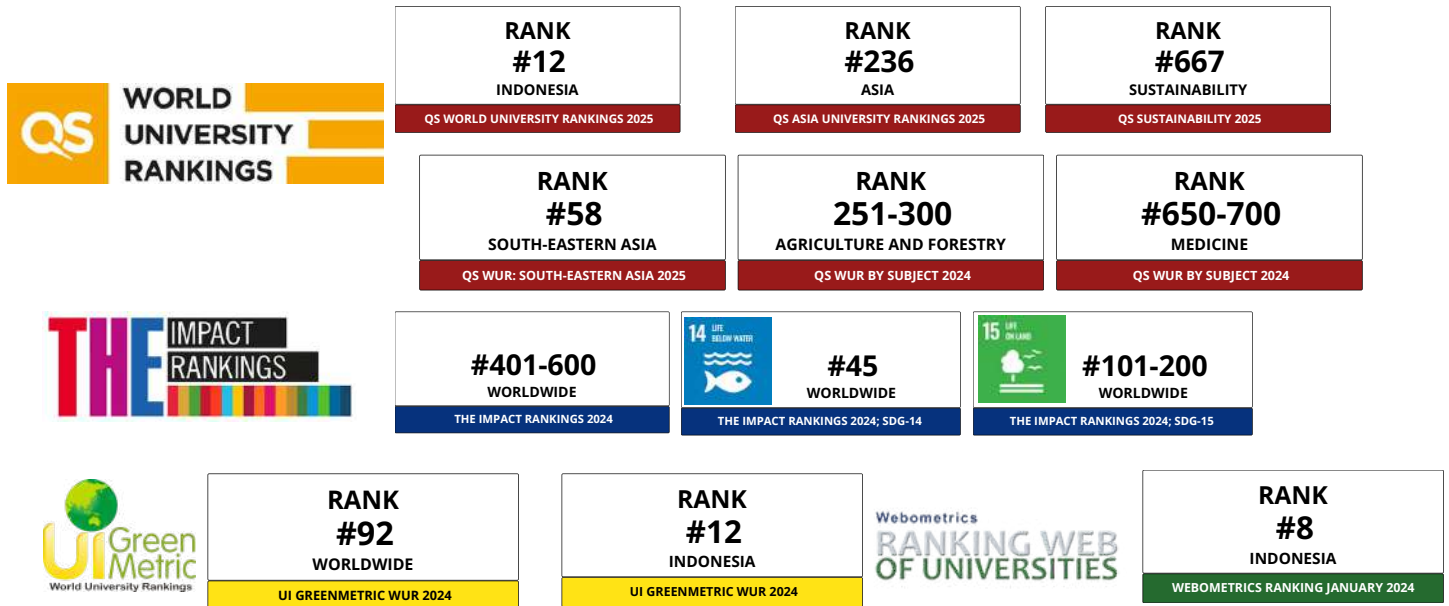 QS
WORLD
UNIVERSITY
RANKINGS
RANK
#12
INDONESIA
QS WORLD UNIVERSITY RANKINGS 2025
RANK
#236
ASIA
QS ASIA UNIVERSITY RANKINGS 2025
RANK
#667
SUSTAINABILITY
QS SUSTAINABILITY 2025
RANK
#58
SOUTH-EASTERN ASIA
QS WUR: SOUTH-EASTERN ASIA 2025
RANK
251-300
AGRICULTURE AND FORESTRY
QS WUR BY SUBJECT 2024
RANK
#650-700
MEDICINE
QS WUR BY SUBJECT 2024
THE
IMPACT
RANKINGS
#401-600
WORLDWIDE
THE IMPACT RANKINGS 2024
14 LIFE
BELOW WATER
#45
WORLDWIDE
THE IMPACT RANKINGS 2024; SDG-14
15 LIFE
ON LAND
#101-200
WORLDWIDE
THE IMPACT RANKINGS 2024; SDG-15
UI
Green
Metric
World University Rankings
RANK
#92
WORLDWIDE
UI GREENMETRIC WUR 2024
RANK
#12
INDONESIA
UI GREENMETRIC WUR 2024
Webometrics
RANKING WEB
OF UNIVERSITIES
RANK
#8
INDONESIA
WEBOMETRICS RANKING JANUARY 2024